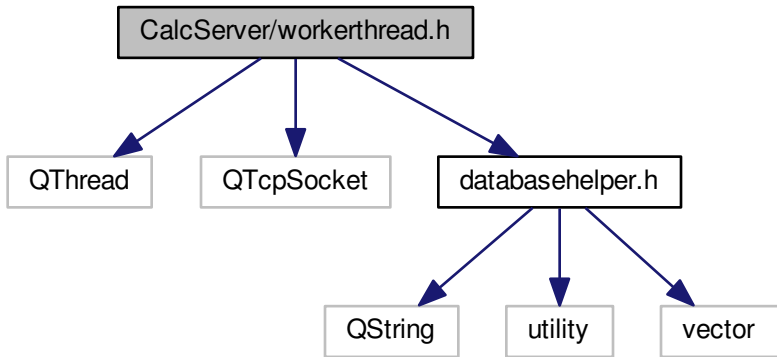 CalcServer/workerthread.h
QThread
QTcpSocket
databasehelper.h
QString
utility
vector